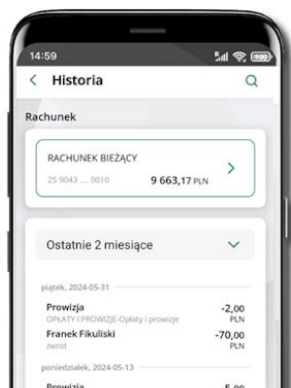 14:59
Historia
Rachunek
RACHUNEK BIEŻĄCY
25 9043 .... 0010 9 663,17 PLN
Ostatnie 2 miesiące
piątek, 2024-05-31
Prowizja -2,00
OPŁATY I PROWIZJE-Opłaty i prowizje PLN
Franek Fikuliski -70,00
zwrot PLN
poniedziałek, 2024-05-13
Prowizja -5,00